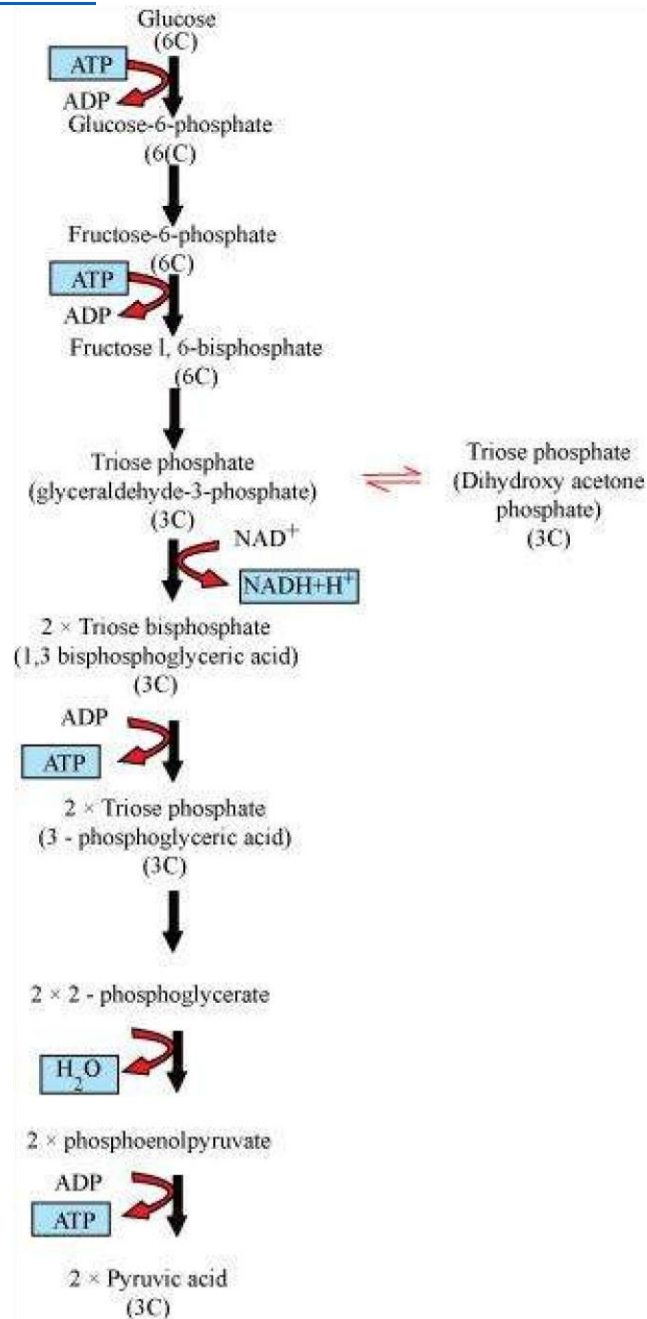 Glucose
(6C)
ATP
ADP
Glucose-6-phosphate
(6(C)
Fructose-6-phosphate
(6C)
ATP
ADP
Fructose l, 6-bisphosphate
(6C)
Triose phosphate
(glyceraldehyde-3-phosphate)
(3C)
Triose phosphate
(Dihydroxy acetone
phosphate)
(3C)
NAD+
NADH+H+
2 × Triose bisphosphate
(1,3 bisphosphoglyceric acid)
(3C)
ADP
ATP
2 × Triose phosphate
(3 - phosphoglyceric acid)
(3C)
2 × 2 - phosphoglycerate
H2O
2 × phosphoenolpyruvate
ADP
ATP
2 × Pyruvic acid
(3C)